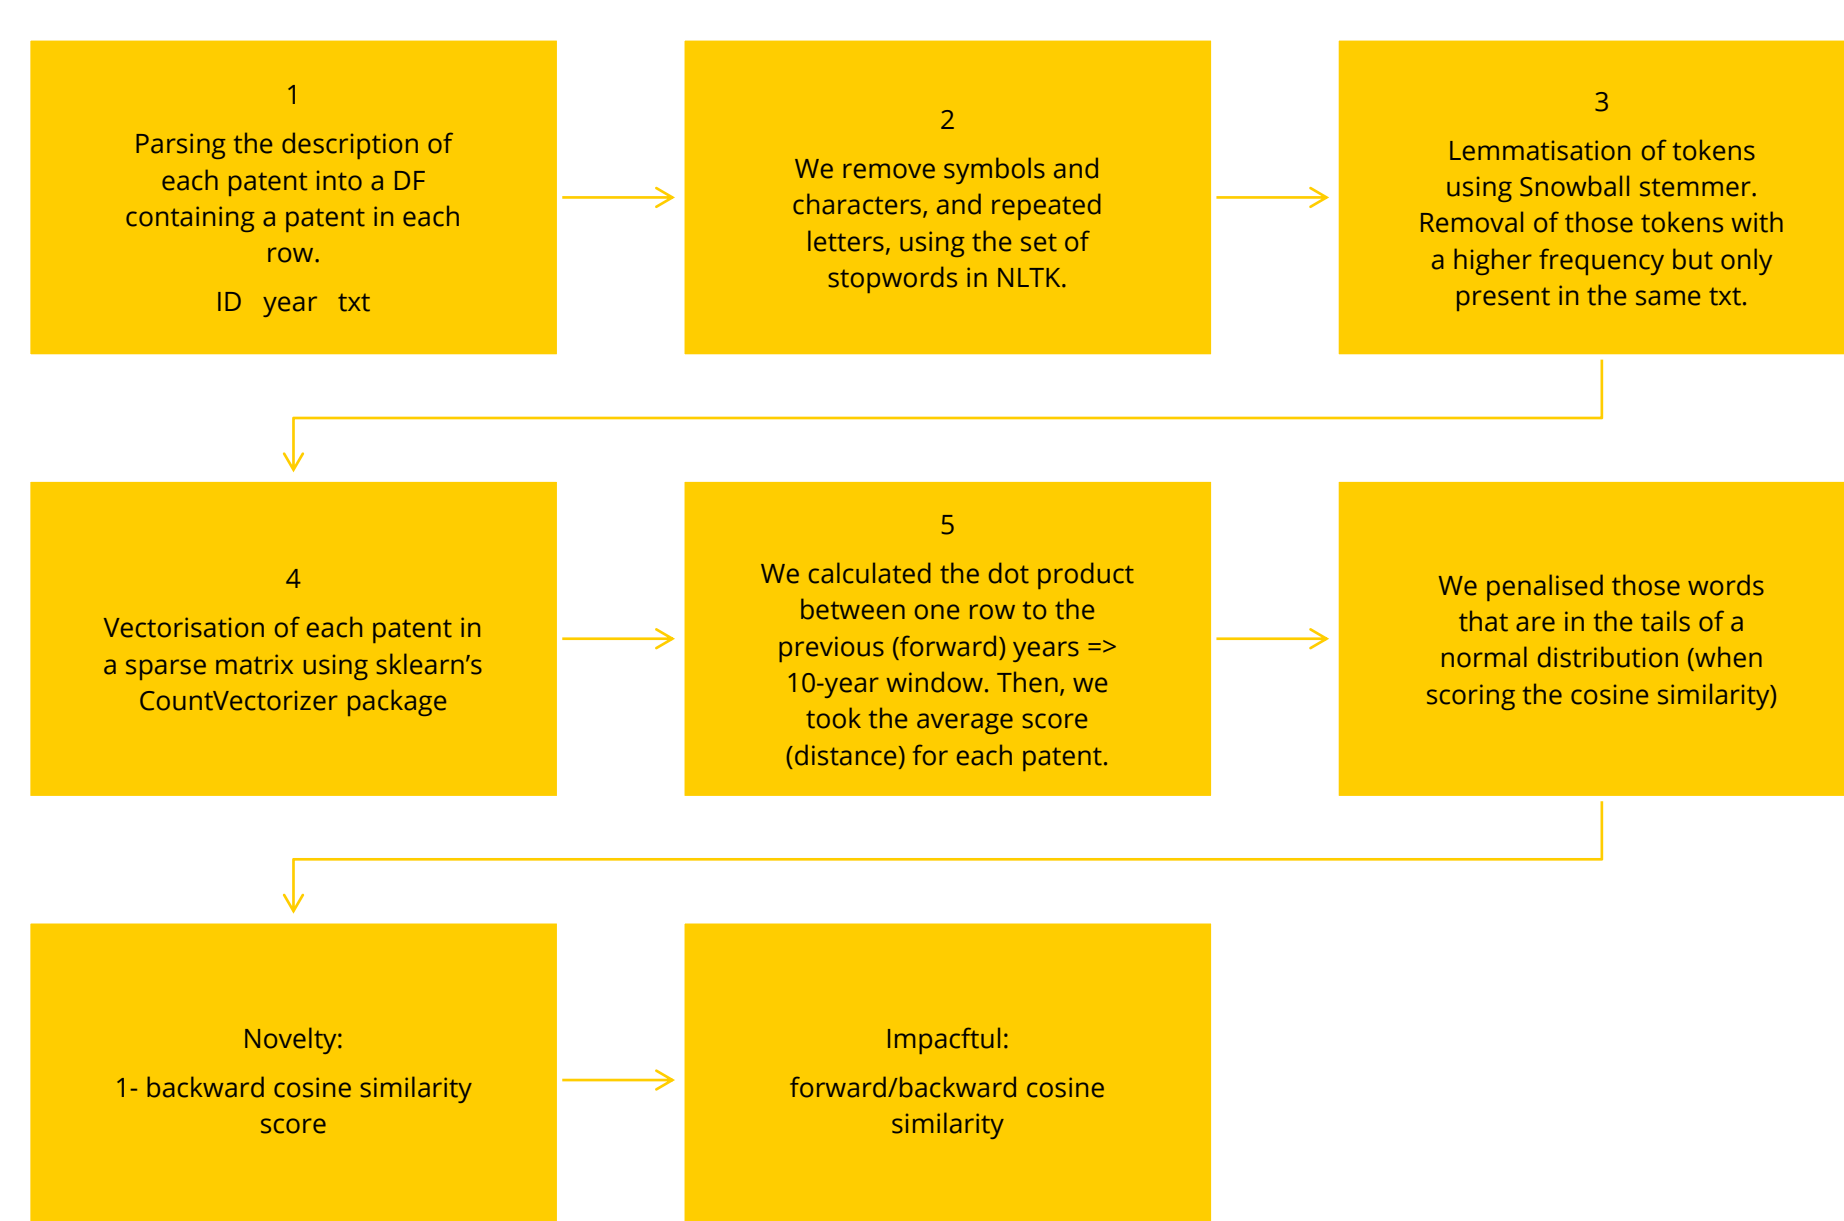 1
Parsing the description of
each patent into a DF
containing a patent in each
row.
ID year txt
2
We remove symbols and
characters, and repeated
letters, using the set of
stopwords in NLTK.
3
Lemmatisation of tokens
using Snowball stemmer.
Removal of those tokens with
a higher frequency but only
present in the same txt.
4
Vectorisation of each patent in
a sparse matrix using sklearn’s
CountVectorizer package
5
We calculated the dot product
between one row to the
previous (forward) years =>
10-year window. Then, we
took the average score
(distance) for each patent.
We penalised those words
that are in the tails of a
normal distribution (when
scoring the cosine similarity)
Novelty:
1- backward cosine similarity
score
Impacftul:
forward/backward cosine
similarity